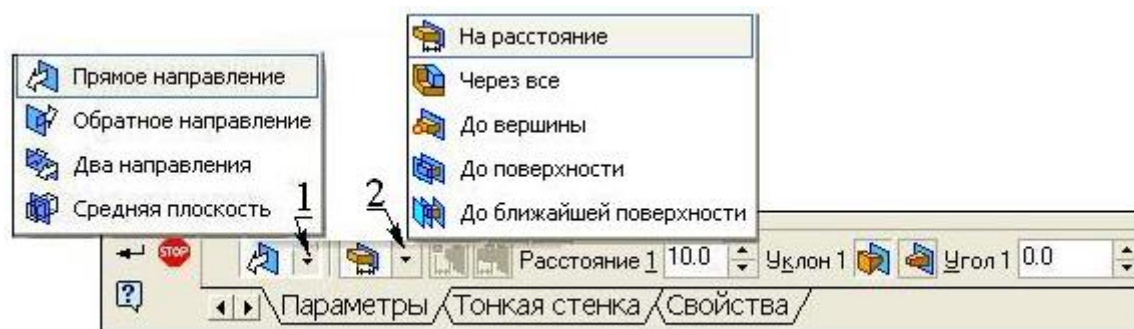 На расстояние
Через все
До вершины
До поверхности
До ближайшей поверхности
Прямое направление
Обратное направление
Два направления
Средняя плоскость
1
2
STOP
Расстояние 1 10.0 Уклон 1 Угол 1 0.0
Параметры Тонкая стенка Свойства